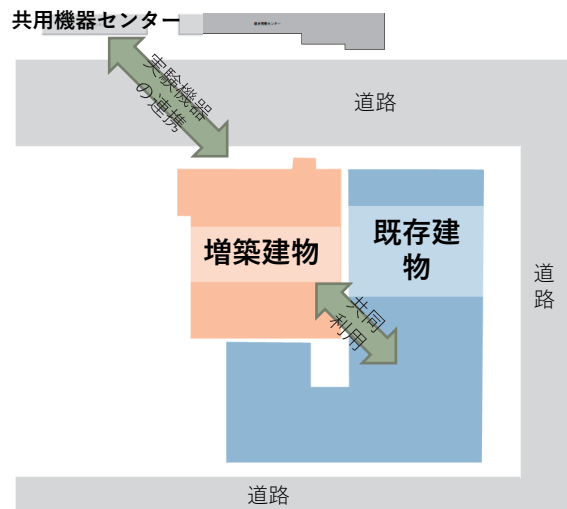 共用機器センター
実験機器
の連携
道路
増築建物
既存建
物
道
路
共同
利用
道路